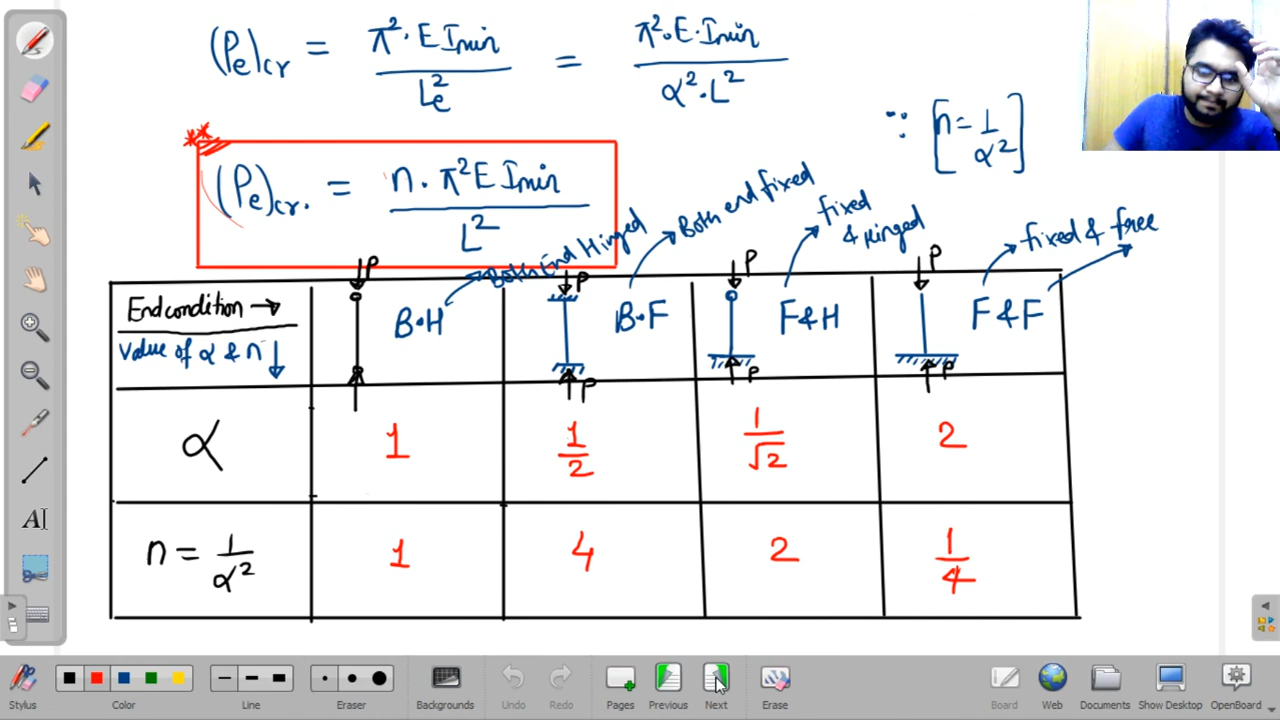 (Pe)cr = π²·EImin / Le² = π²·E·Imin / α²·L²
∵ [n = 1/α²]
(Pe)cr. = n·π²EImin / L²
Both End Hinged
Both end fixed
fixed
& Hinged
fixed & free
End condition →
Value of α & n ↓
P
B·H
P
P
B·F
P
P
F&H
P
P
F&F
α
1
1/2
1/√2
2
n = 1/α²
1
4
2
1/4
AI
Stylus
Color
Line
Eraser
Backgrounds
Undo
Redo
Pages
Previous
Next
Erase
Board
Web
Documents
Show Desktop
OpenBoard